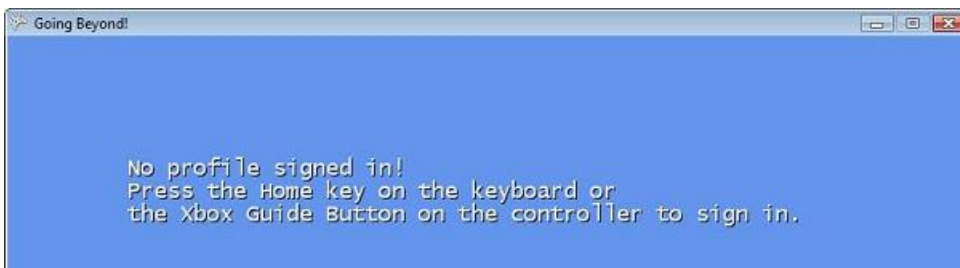 Going Beyond!
No profile signed in!
Press the Home key on the keyboard or
the Xbox Guide Button on the controller to sign in.